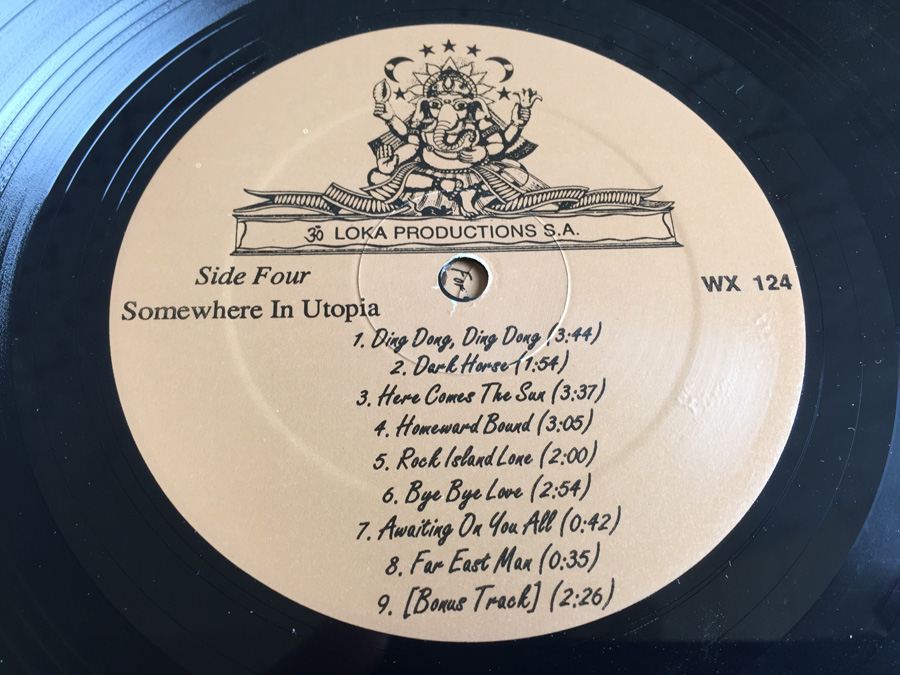 ॐ LOKA PRODUCTIONS S.A.
Side Four
WX 124
Somewhere In Utopia
1. Ding Dong, Ding Dong (3:44)
2. Dark Horse (1:54)
3. Here Comes The Sun (3:37)
4. Homeward Bound (3:05)
5. Rock Island Lone (2:00)
6. Bye Bye Love (2:54)
7. Awaiting On You All (0:42)
8. Far East Man (0:35)
9. [Bonus Track] (2:26)